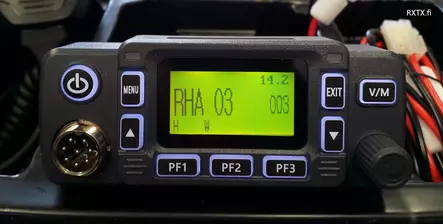 RXTX.fi
14.2
MENU
RHA 03
003
EXIT
V/M
H W
PF1
PF2
PF3